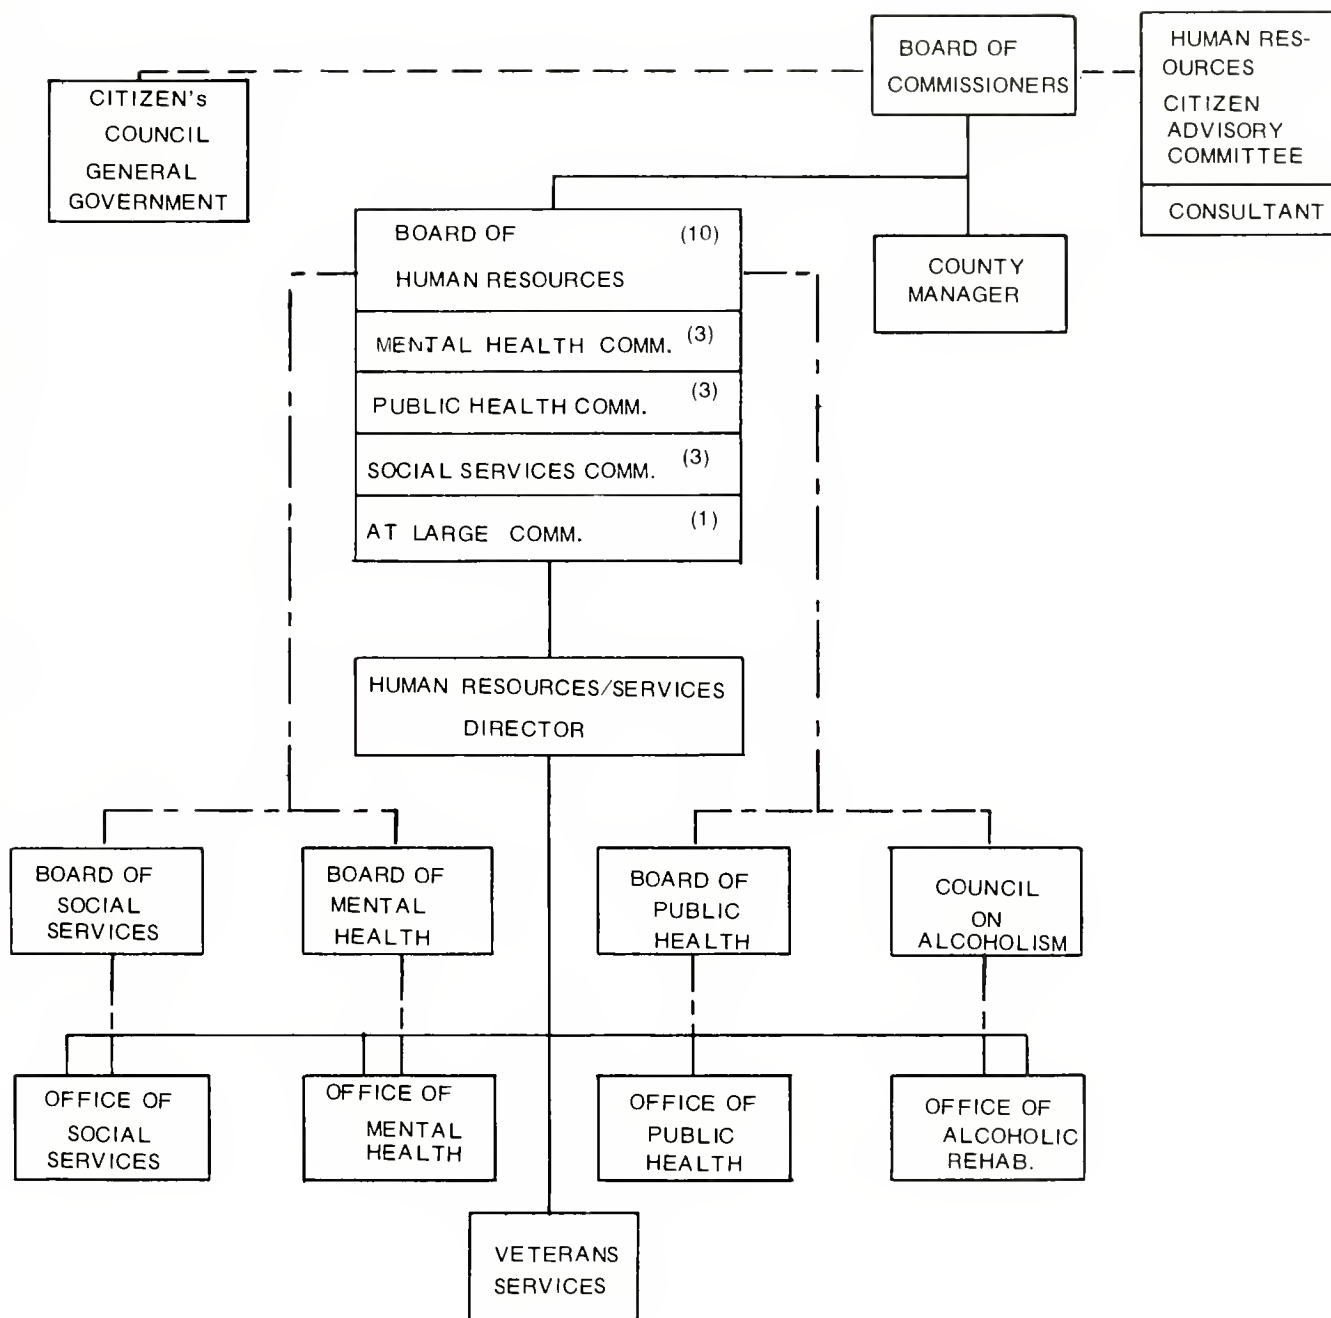 BOARD OF
COMMISSIONERS
HUMAN RES-
OURCES
CITIZEN
ADVISORY
COMMITTEE
CONSULTANT
CITIZEN's
COUNCIL
GENERAL
GOVERNMENT
BOARD OF (10)
HUMAN RESOURCES
MENTAL HEALTH COMM. (3)
PUBLIC HEALTH COMM. (3)
SOCIAL SERVICES COMM. (3)
AT LARGE COMM. (1)
COUNTY
MANAGER
HUMAN RESOURCES/SERVICES
DIRECTOR
BOARD OF
SOCIAL
SERVICES
BOARD OF
MENTAL
HEALTH
BOARD OF
PUBLIC
HEALTH
COUNCIL
ON
ALCOHOLISM
OFFICE OF
SOCIAL
SERVICES
OFFICE OF
MENTAL
HEALTH
OFFICE OF
PUBLIC
HEALTH
OFFICE OF
ALCOHOLIC
REHAB.
VETERANS
SERVICES